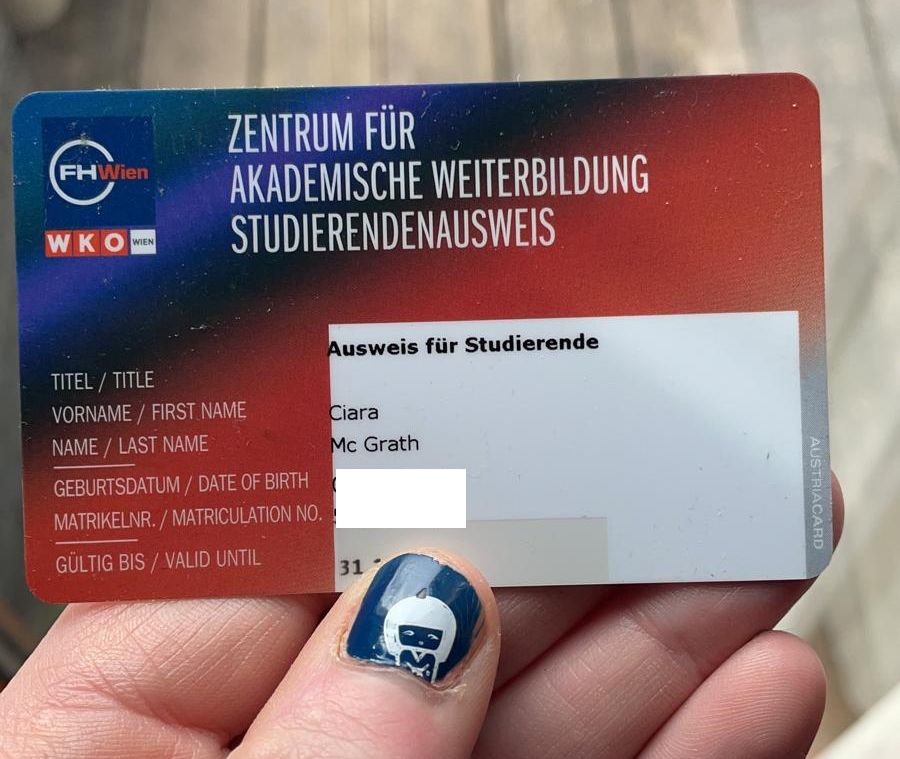 FHWien
WKO WIEN
ZENTRUM FÜR
AKADEMISCHE WEITERBILDUNG
STUDIERENDENAUSWEIS
Ausweis für Studierende
TITEL / TITLE
VORNAME / FIRST NAME Ciara
NAME / LAST NAME Mc Grath
GEBURTSDATUM / DATE OF BIRTH
MATRIKELNR. / MATRICULATION NO.
GÜLTIG BIS / VALID UNTIL 31
AUSTRIACARD